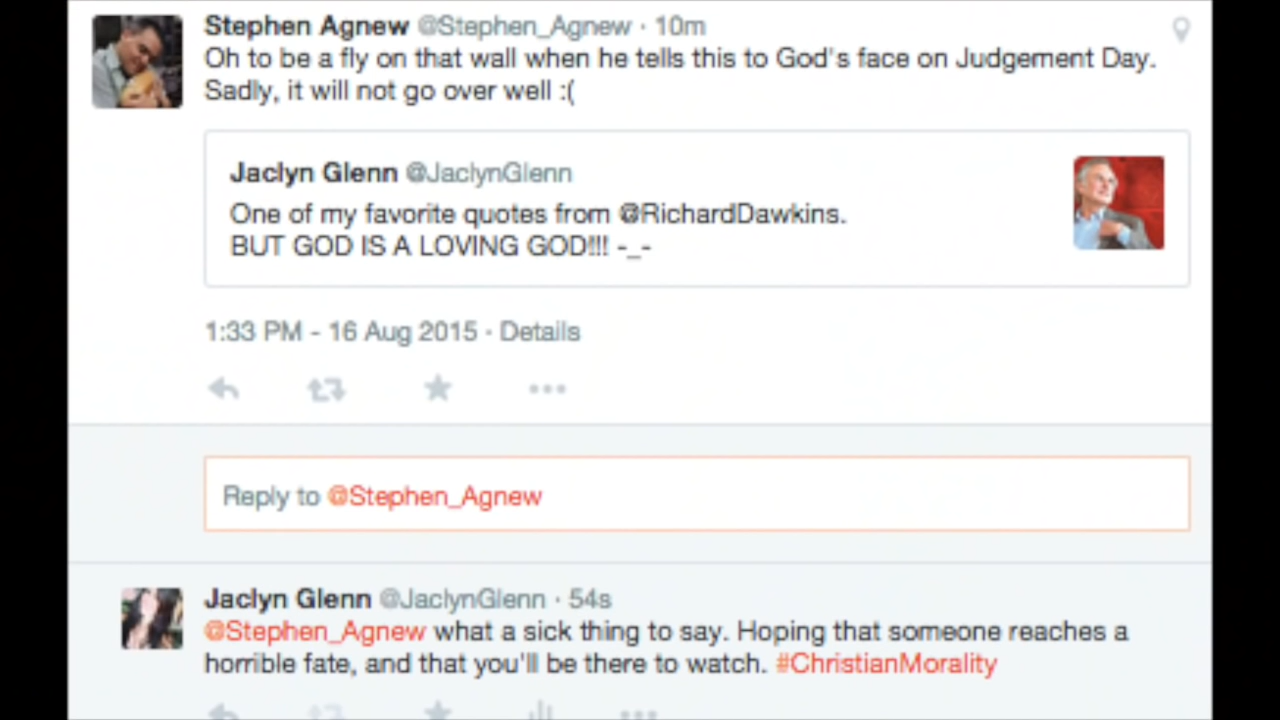 Stephen Agnew @Stephen_Agnew · 10m
Oh to be a fly on that wall when he tells this to God's face on Judgement Day.
Sadly, it will not go over well :(
Jaclyn Glenn @JaclynGlenn
One of my favorite quotes from @RichardDawkins.
BUT GOD IS A LOVING GOD!!! -_-
1:33 PM - 16 Aug 2015 · Details
Reply to @Stephen_Agnew
Jaclyn Glenn @JaclynGlenn · 54s
@Stephen_Agnew what a sick thing to say. Hoping that someone reaches a
horrible fate, and that you'll be there to watch. #ChristianMorality